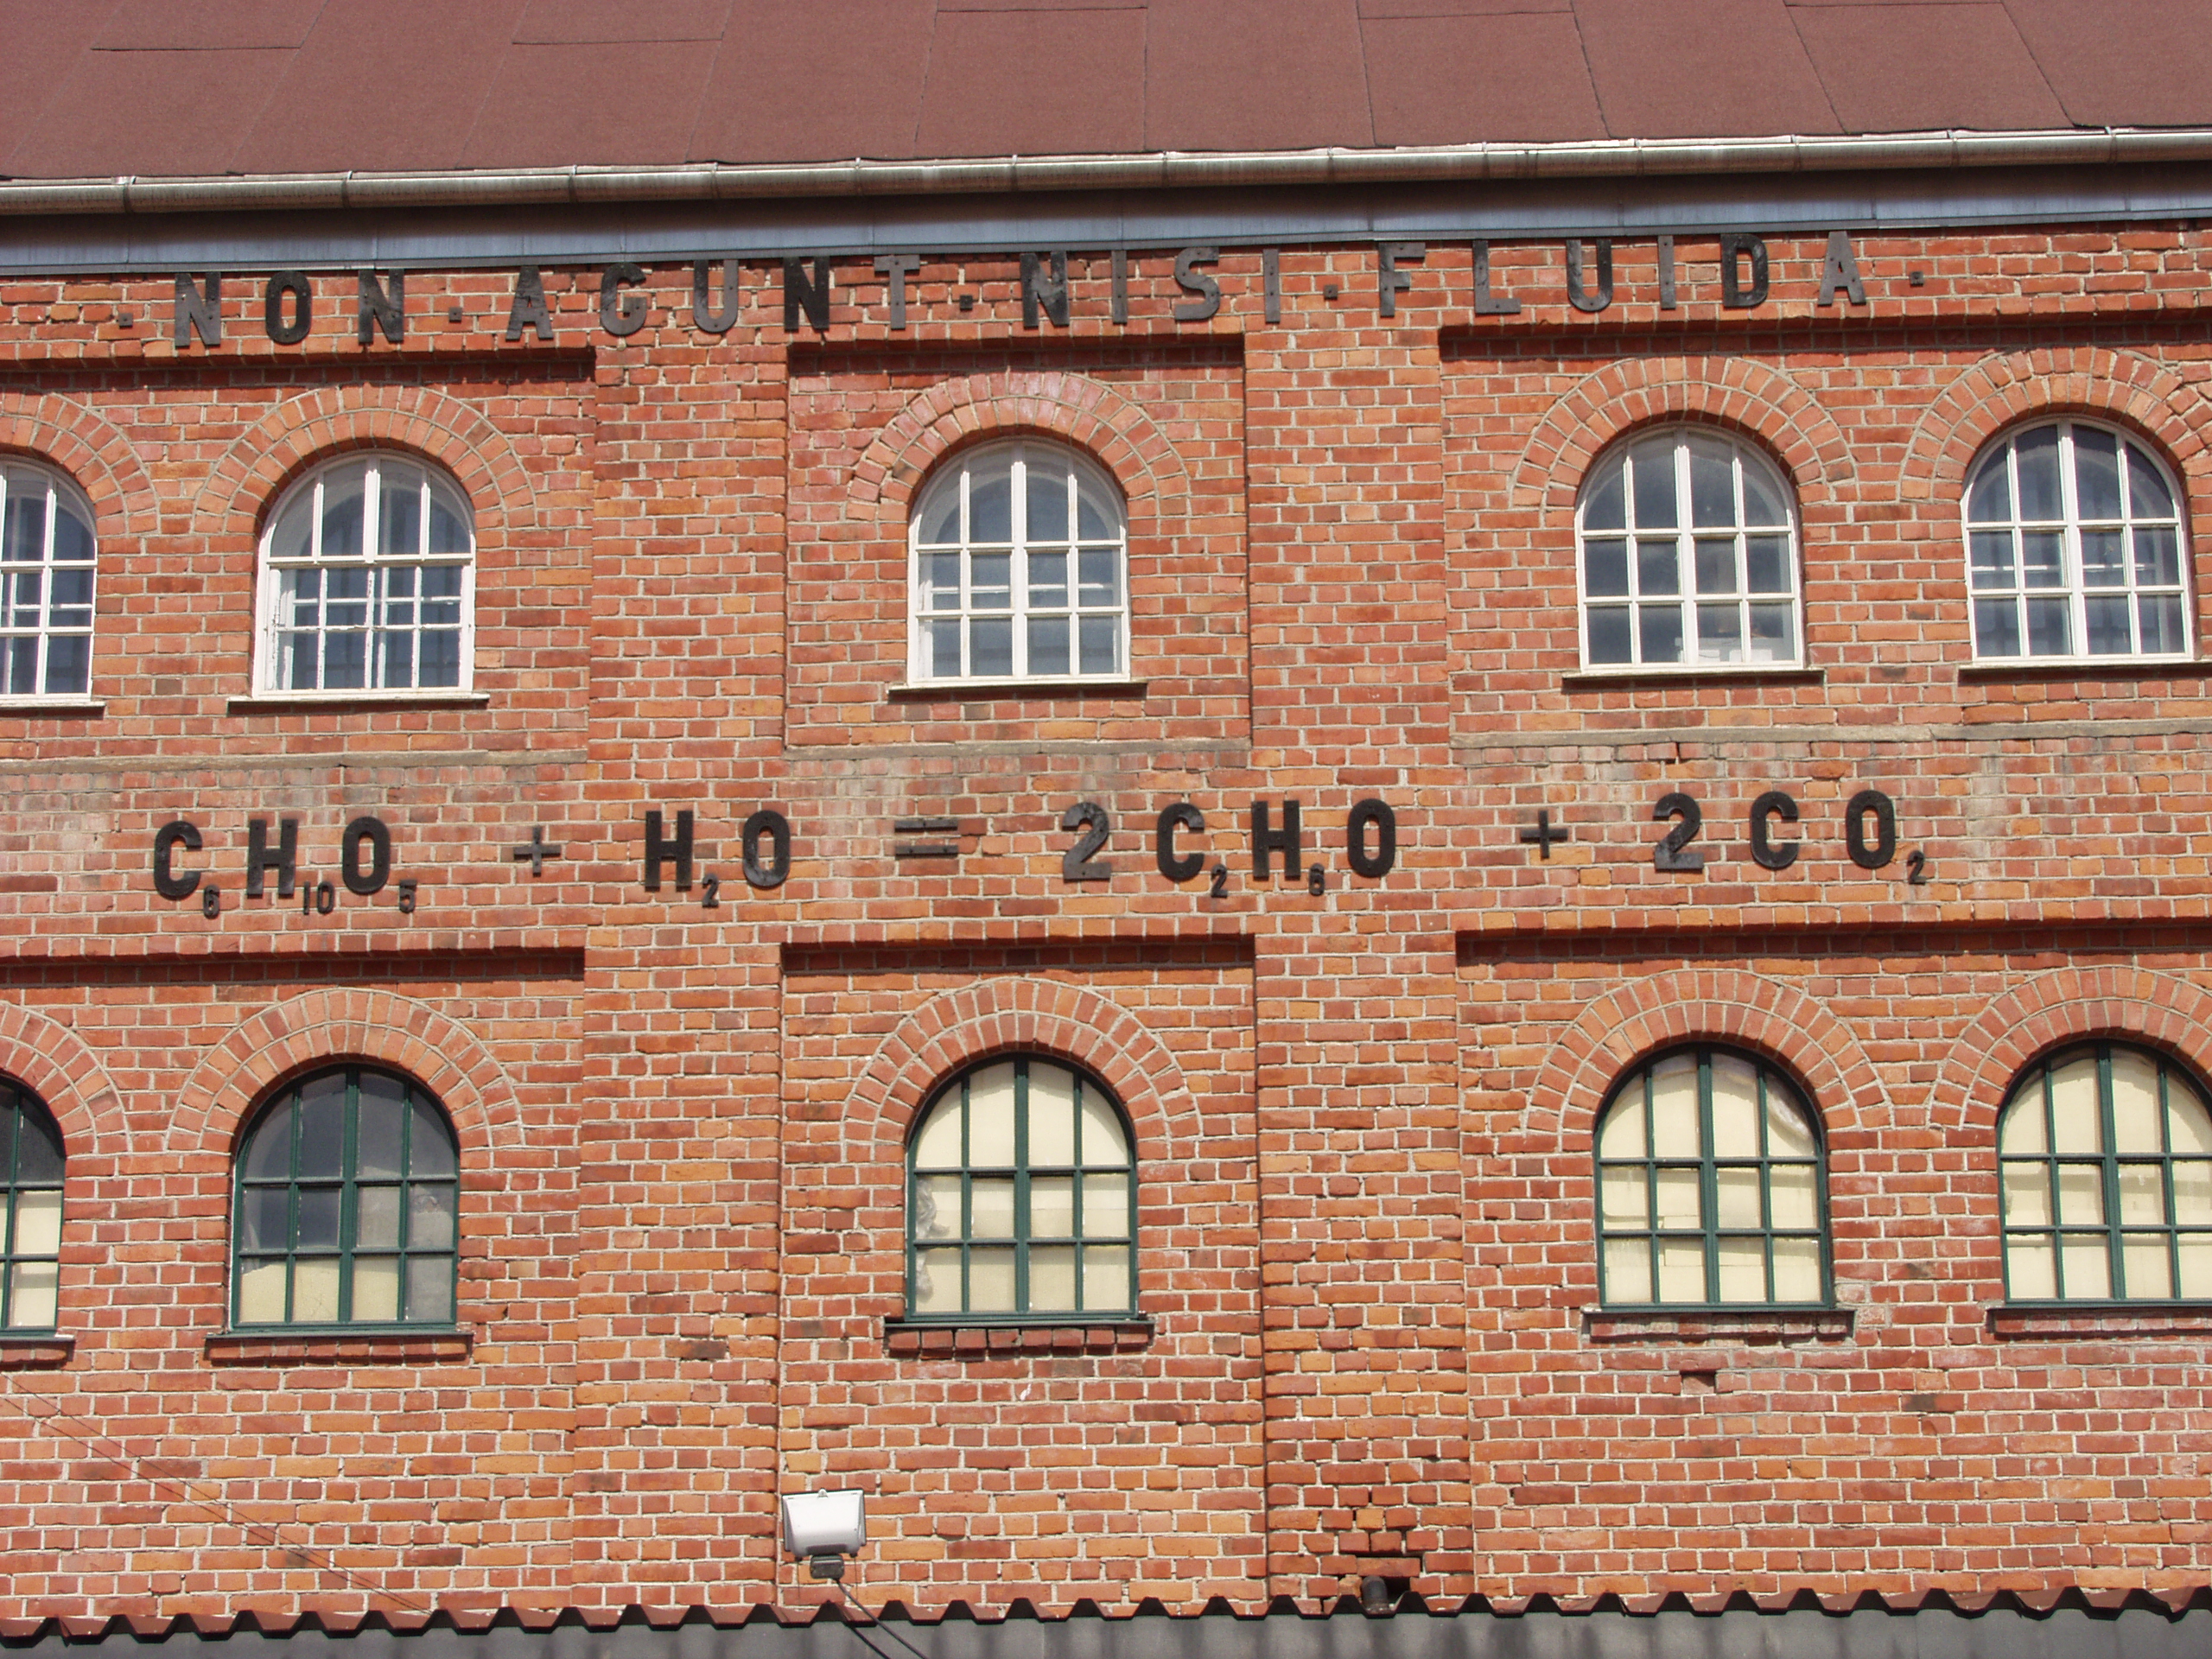 · NON · AGUNT · NISI · FLUIDA ·
C₆H₁₀O₅ + H₂O = 2C₂H₆O + 2CO₂